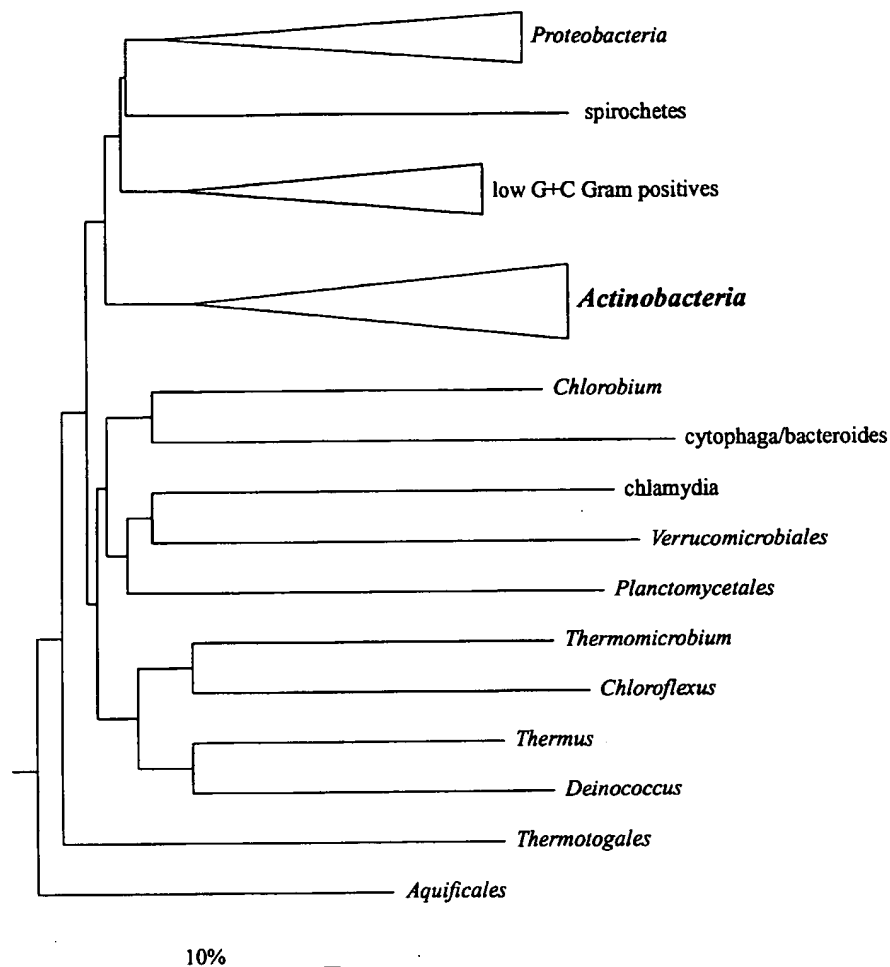 Proteobacteria
spirochetes
low G+C Gram positives
Actinobacteria
Chlorobium
cytophaga/bacteroides
chlamydia
Verrucomicrobiales
Planctomycetales
Thermomicrobium
Chloroflexus
Thermus
Deinococcus
Thermotogales
Aquificales
10%